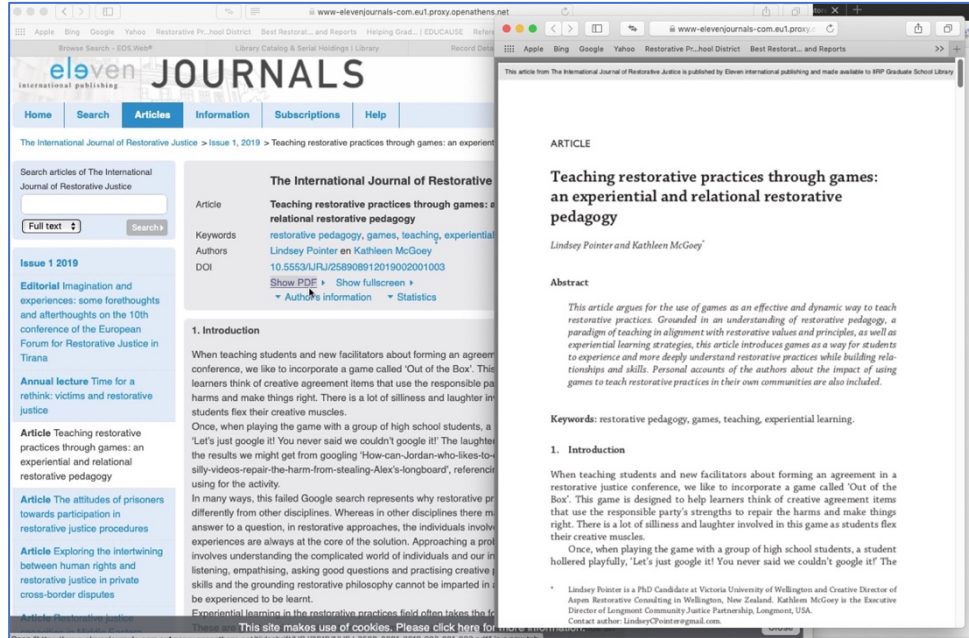 www-elevenjournals-com.eu1.proxy.openathens.net
Apple Bing Google Yahoo Restorative Pr...hool District Best Restorat... and Reports Helping Grad... | EDUCAUSE
Browse Search - EOS.Web® Library Catalog & Serial Holdings | Library
eleven
international publishing
JOURNALS
Home Search Articles Information Subscriptions Help
The International Journal of Restorative Justice > Issue 1, 2019 > Teaching restorative practices through games: an experient
Search articles of The International
Journal of Restorative Justice
Full text
Search
Issue 1 2019
Editorial Imagination and
experiences: some forethoughts
and afterthoughts on the 10th
conference of the European
Forum for Restorative Justice in
Tirana
Annual lecture Time for a
rethink: victims and restorative
justice
Article Teaching restorative
practices through games: an
experiential and relational
restorative pedagogy
Article The attitudes of prisoners
towards participation in
restorative justice procedures
Article Exploring the intertwining
between human rights and
restorative justice in private
cross-border disputes
Article Restorative justice
The International Journal of Restorative
Article Teaching restorative practices through games: a
relational restorative pedagogy
Keywords restorative pedagogy, games, teaching, experiential
Authors Lindsey Pointer en Kathleen McGoey
DOI 10.5553/IJRJ/258908912019002001003
Show PDF Show fullscreen
Authors information Statistics
1. Introduction
When teaching students and new facilitators about forming an agreem
conference, we like to incorporate a game called 'Out of the Box'. This
learners think of creative agreement items that use the responsible pa
harms and make things right. There is a lot of silliness and laughter in
students flex their creative muscles.
Once, when playing the game with a group of high school students, a
'Let's just google it! You never said we couldn't google it!' The laughte
the results we might get from googling 'How-can-Jordan-who-likes-to-
silly-videos-repair-the-harm-from-stealing-Alex's-longboard', referenci
using for the activity.
In many ways, this failed Google search represents why restorative pr
differently from other disciplines. Whereas in other disciplines there m
answer to a question, in restorative approaches, the individuals involv
experiences are always at the core of the solution. Approaching a prob
involves understanding the complicated world of individuals and our in
listening, empathising, asking good questions and practising creative p
skills and the grounding restorative philosophy cannot be imparted in a
be experienced to be learnt.
Experiential learning in the restorative practices field often takes the fo
These are
This site makes use of cookies. Please click here for more information.
Close
www-elevenjournals-com.eu1.proxy.c
Apple Bing Google Yahoo Restorative Pr...hool District Best Restorat... and Reports
This article from The International Journal of Restorative Justice is published by Eleven international publishing and made available to IIRP Graduate School Library
ARTICLE
Teaching restorative practices through games:
an experiential and relational restorative
pedagogy
Lindsey Pointer and Kathleen McGoey*
Abstract
This article argues for the use of games as an effective and dynamic way to teach
restorative practices. Grounded in an understanding of restorative pedagogy, a
paradigm of teaching in alignment with restorative values and principles, as well as
experiential learning strategies, this article introduces games as a way for students
to experience and more deeply understand restorative practices while building rela-
tionships and skills. Personal accounts of the authors about the impact of using
games to teach restorative practices in their own communities are also included.
Keywords: restorative pedagogy, games, teaching, experiential learning.
1. Introduction
When teaching students and new facilitators about forming an agreement in a
restorative justice conference, we like to incorporate a game called 'Out of the
Box'. This game is designed to help learners think of creative agreement items
that use the responsible party's strengths to repair the harms and make things
right. There is a lot of silliness and laughter involved in this game as students flex
their creative muscles.
Once, when playing the game with a group of high school students, a student
hollered playfully, 'Let's just google it! You never said we couldn't google it!' The
* Lindsey Pointer is a PhD Candidate at Victoria University of Wellington and Creative Director of
Aspen Restorative Consulting in Wellington, New Zealand. Kathleen McGoey is the Executive
Director of Longmont Community Justice Partnership, Longmont, USA.
Contact author: LindseyCPointer@gmail.com.